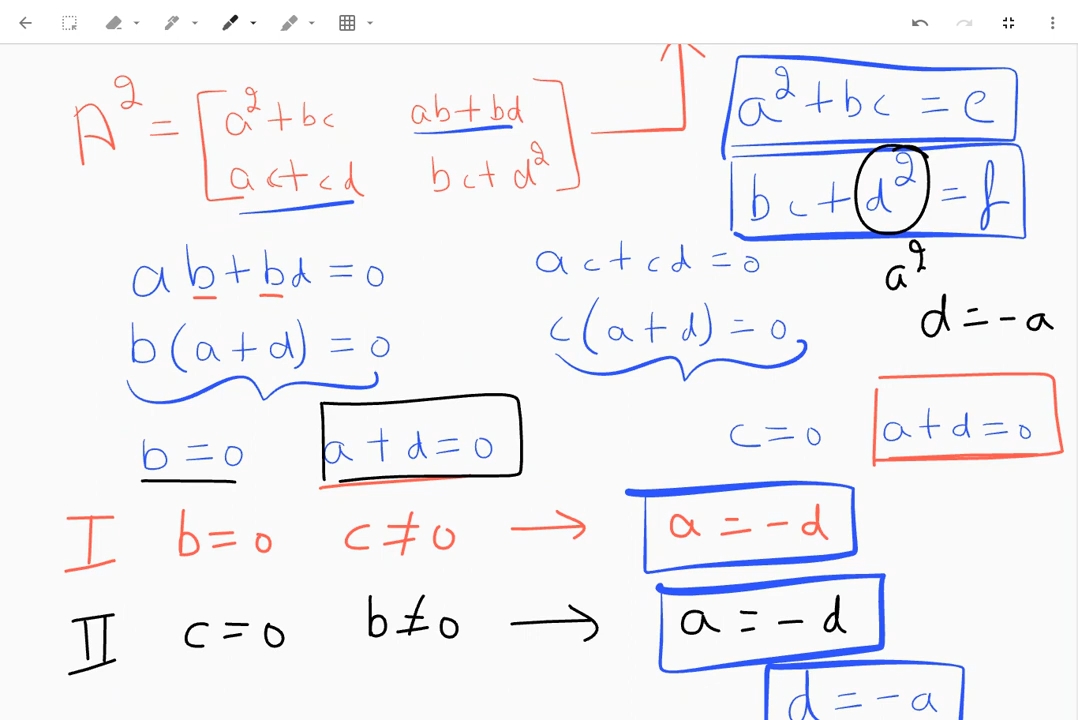 A² = [a²+bc ab+bd
ac+cd bc+d²]
a²+bc = e
bc+d² = f
a²
d = -a
ab+bd = 0
ac+cd = 0
b(a+d) = 0
c(a+d) = 0
b = 0 a+d = 0
c = 0 a+d = 0
I b = 0 c ≠ 0 → a = -d
II c = 0 b ≠ 0 → a = -d
d = -a